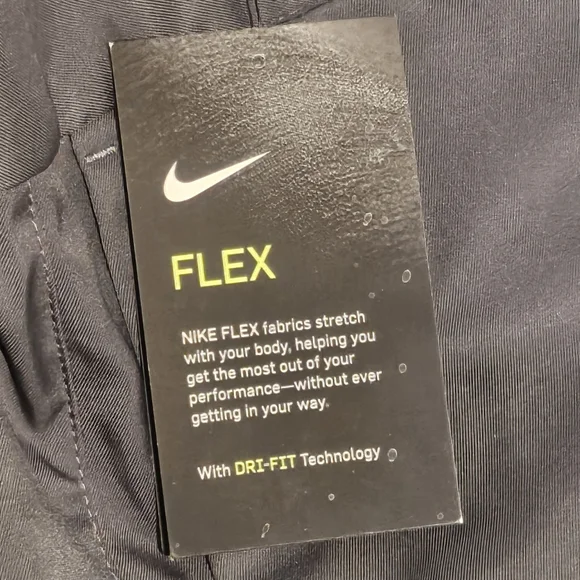 FLEX
NIKE FLEX fabrics stretch
with your body, helping you
get the most out of your
performance—without ever
getting in your way.
With DRI-FIT Technology